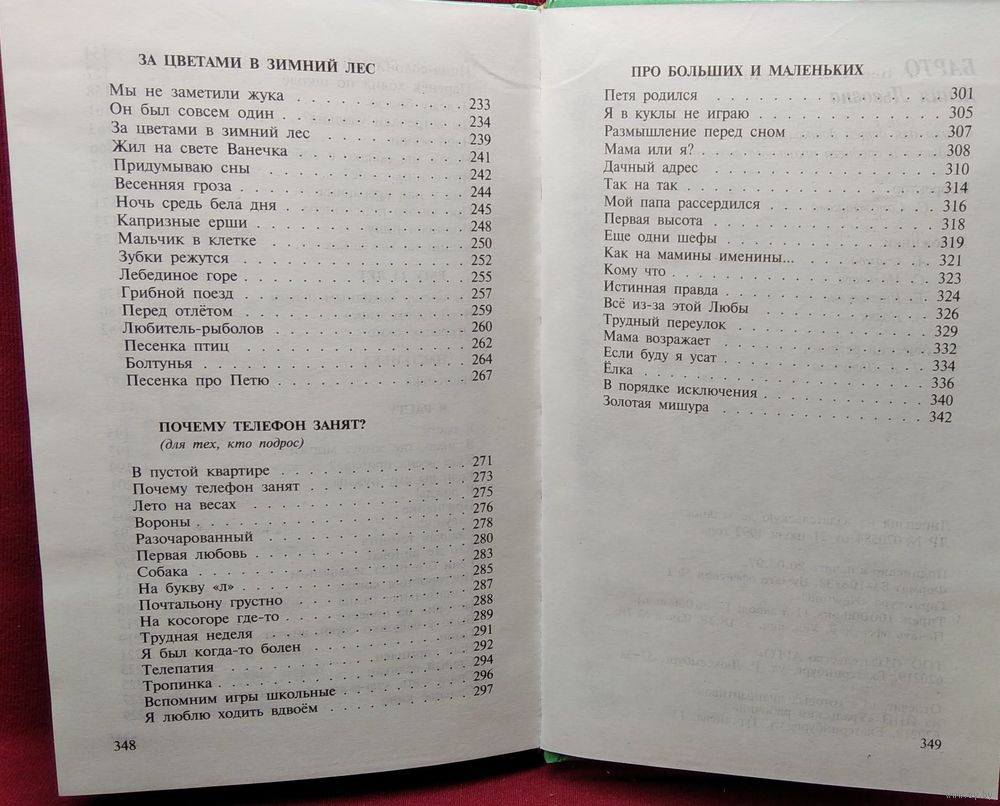 ЗА ЦВЕТАМИ В ЗИМНИЙ ЛЕС
Мы не заметили жука . . . . . . . . . . 233
Он был совсем один . . . . . . . . . . 234
За цветами в зимний лес . . . . . . . . . . 239
Жил на свете Ванечка . . . . . . . . . . 241
Придумываю сны . . . . . . . . . . 242
Весенняя гроза . . . . . . . . . . 244
Ночь средь бела дня . . . . . . . . . . 245
Капризные ерши . . . . . . . . . . 248
Мальчик в клетке . . . . . . . . . . 250
Зубки режутся . . . . . . . . . . 252
Лебединое горе . . . . . . . . . . 255
Грибной поезд . . . . . . . . . . 257
Перед отлётом . . . . . . . . . . 259
Любитель-рыболов . . . . . . . . . . 260
Песенка птиц . . . . . . . . . . 262
Болтунья . . . . . . . . . . 264
Песенка про Петю . . . . . . . . . . 267
ПОЧЕМУ ТЕЛЕФОН ЗАНЯТ?
(для тех, кто подрос)
В пустой квартире . . . . . . . . . . 271
Почему телефон занят . . . . . . . . . . 273
Лето на весах . . . . . . . . . . 275
Вороны . . . . . . . . . . 276
Разочарованный . . . . . . . . . . 278
Первая любовь . . . . . . . . . . 280
Собака . . . . . . . . . . 283
На букву «л» . . . . . . . . . . 285
Почтальону грустно . . . . . . . . . . 287
На косогоре где-то . . . . . . . . . . 288
Трудная неделя . . . . . . . . . . 289
Я был когда-то болен . . . . . . . . . . 291
Телепатия . . . . . . . . . . 292
Тропинка . . . . . . . . . . 294
Вспомним игры школьные . . . . . . . . . . 296
Я люблю ходить вдвоём . . . . . . . . . . 297
348
ПРО БОЛЬШИХ И МАЛЕНЬКИХ
Петя родился . . . . . . . . . . 301
Я в куклы не играю . . . . . . . . . . 305
Размышление перед сном . . . . . . . . . . 307
Мама или я? . . . . . . . . . . 308
Дачный адрес . . . . . . . . . . 310
Так на так . . . . . . . . . . 314
Мой папа рассердился . . . . . . . . . . 316
Первая высота . . . . . . . . . . 318
Еще одни шефы . . . . . . . . . . 319
Как на мамины именины... . . . . . . . . . . 321
Кому что . . . . . . . . . . 323
Истинная правда . . . . . . . . . . 324
Всё из-за этой Любы . . . . . . . . . . 326
Трудный переулок . . . . . . . . . . 329
Мама возражает . . . . . . . . . . 332
Если буду я усат . . . . . . . . . . 334
Ёлка . . . . . . . . . . 336
В порядке исключения . . . . . . . . . . 340
Золотая мишура . . . . . . . . . . 342
349